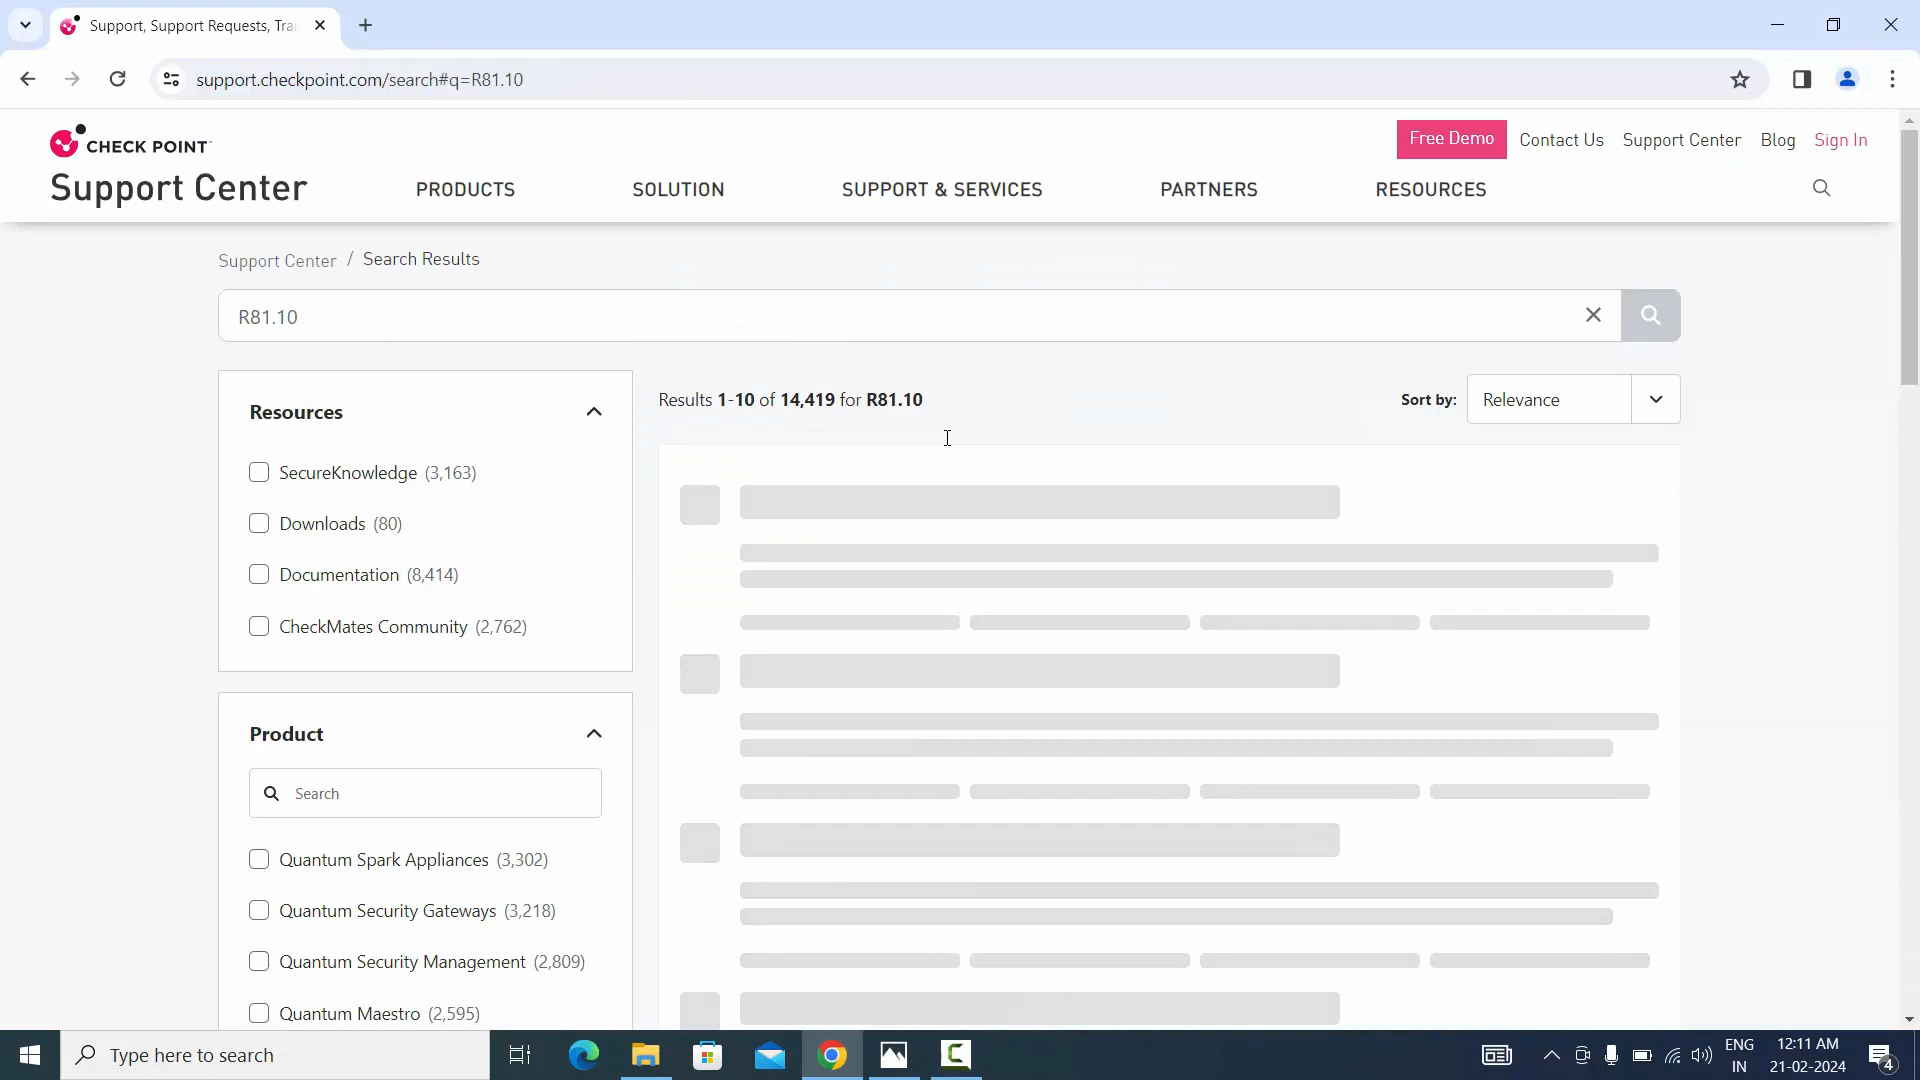 Support, Support Requests, Trai
support.checkpoint.com/search#q=R81.10
CHECK POINT
Support Center
Free Demo
Contact Us
Support Center
Blog
Sign In
PRODUCTS
SOLUTION
SUPPORT & SERVICES
PARTNERS
RESOURCES
Support Center / Search Results
R81.10
Resources
SecureKnowledge (3,163)
Downloads (80)
Documentation (8,414)
CheckMates Community (2,762)
Results 1-10 of 14,419 for R81.10
Sort by: Relevance
Product
Search
Quantum Spark Appliances (3,302)
Quantum Security Gateways (3,218)
Quantum Security Management (2,809)
Quantum Maestro (2,595)
Type here to search
ENG
IN
12:11 AM
21-02-2024
4